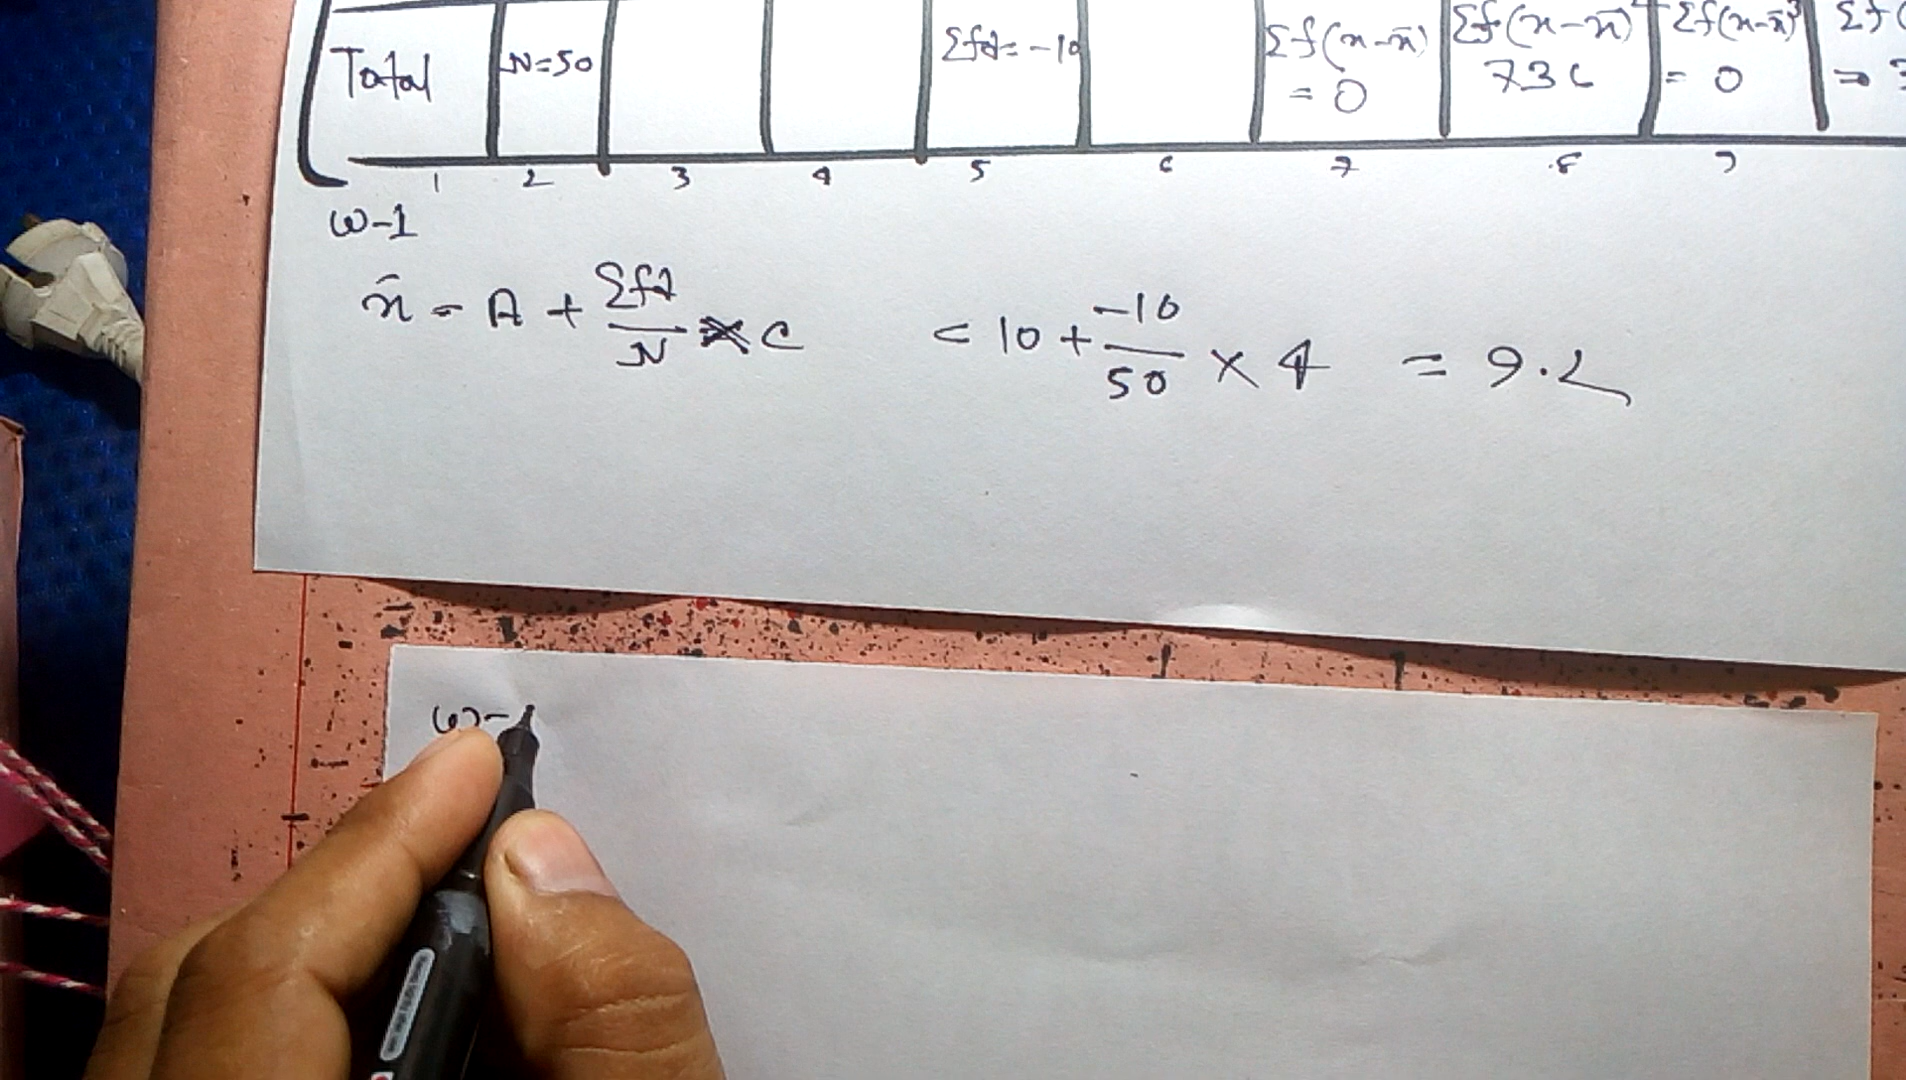 Total N=50 Σfd= -10 Σf(x-x̄) = 0 Σf(x-x̄)² 736 Σf(x-x̄)³ = 0 Σf(
1 2 3 4 5 6 7 8 9
W-1
x̄ = A + Σfd/N × C = 10 + -10/50 × 4 = 9.2
W-